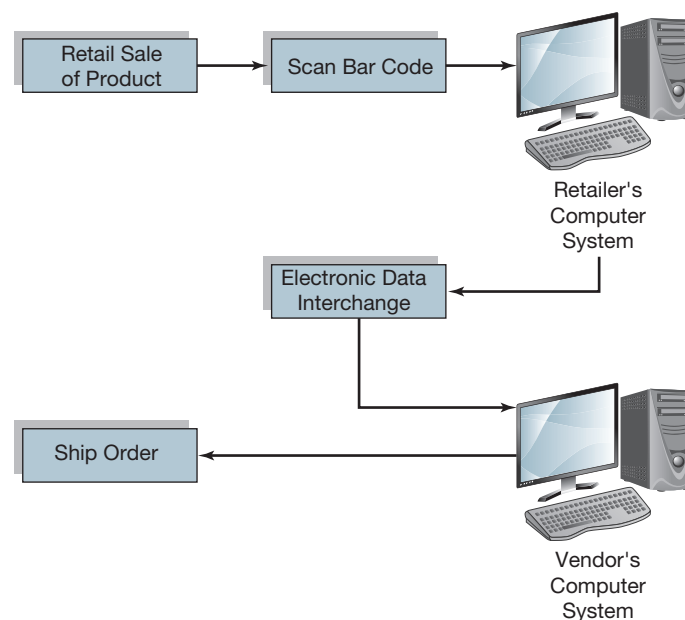 Retail Sale
of Product
Scan Bar Code
Retailer's
Computer
System
Electronic Data
Interchange
Ship Order
Vendor's
Computer
System